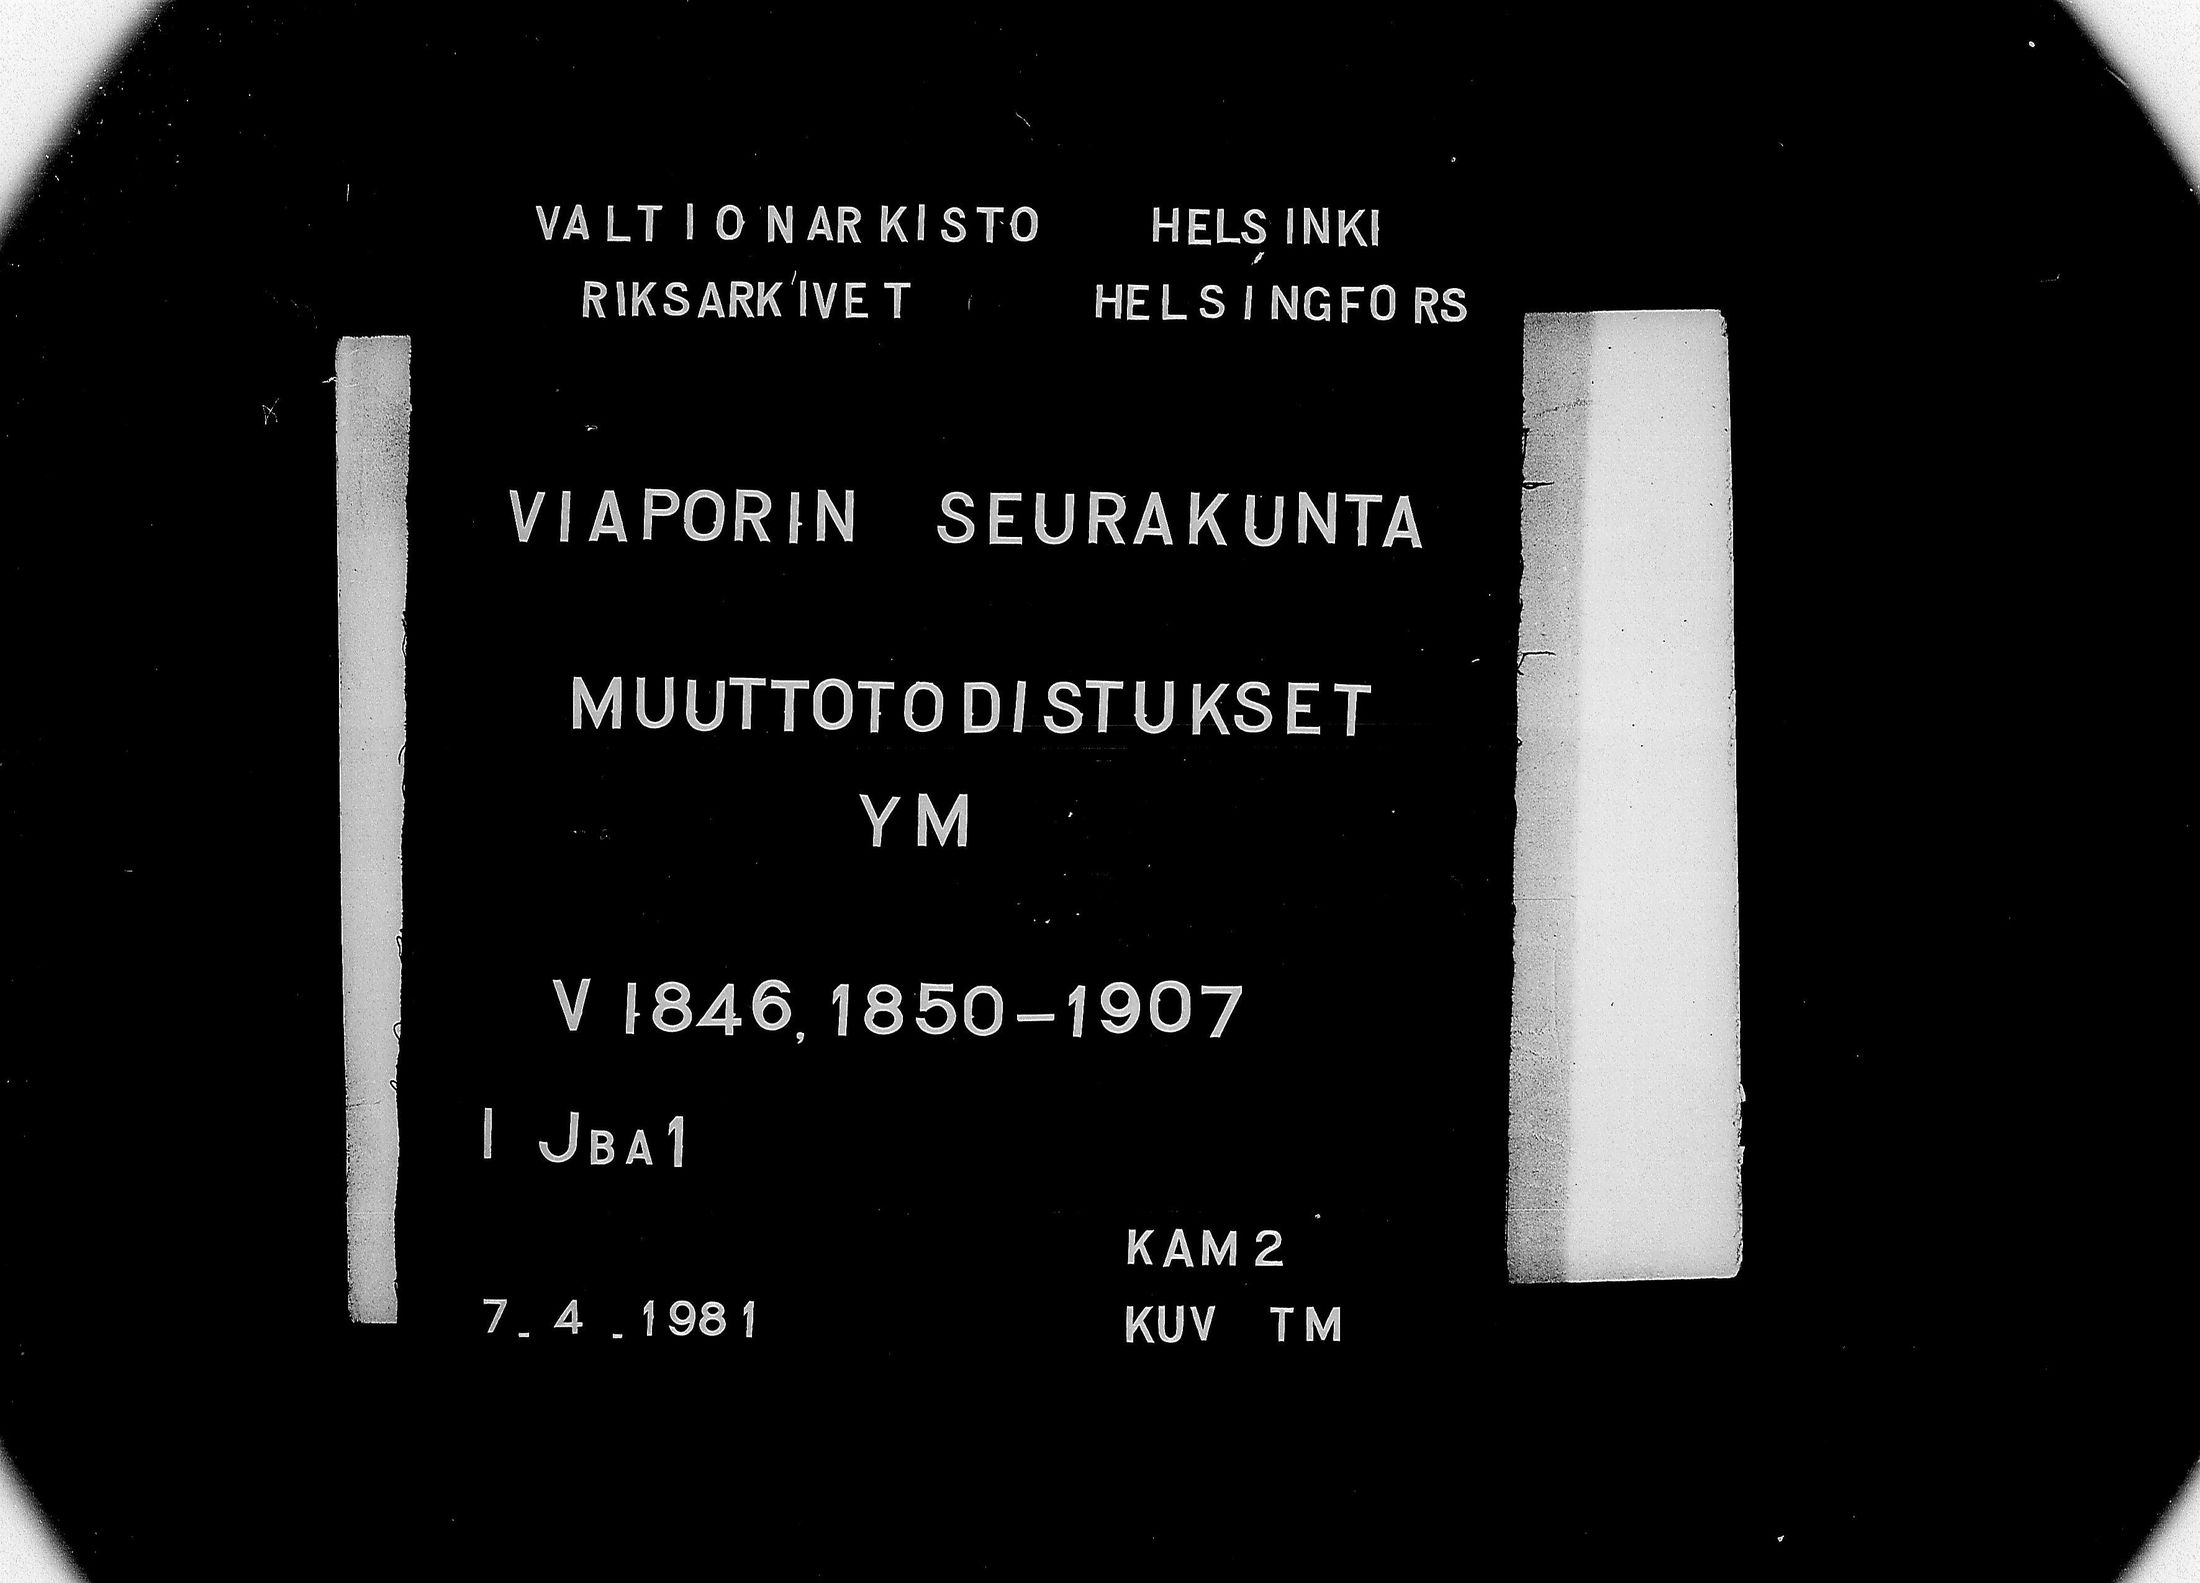 VALTIONARKISTO HELSINKI
RIKSARKIVET HELSINGFORS
VIAPORIN SEURAKUNTA
MUUTTOTODISTUKSET
YM
V 1846, 1850-1907
I JBA1
KAM 2
7.4.1981 KUV TM